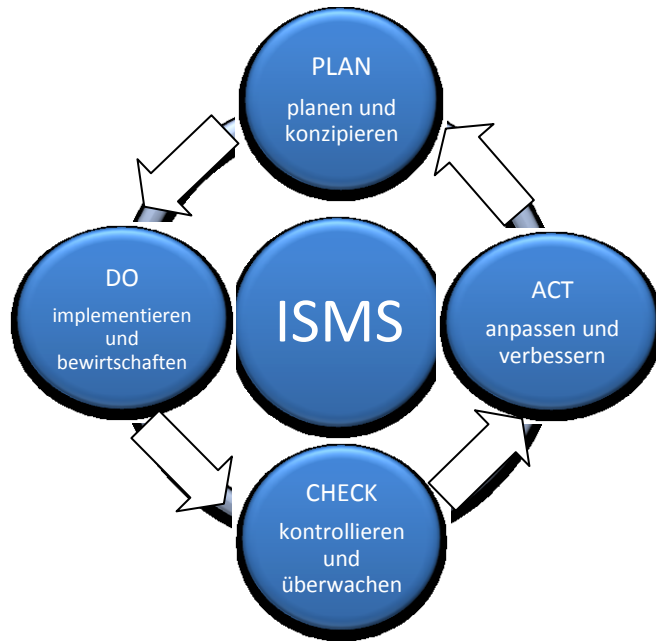 PLAN
planen und
konzipieren
DO
implementieren
und
bewirtschaften
ISMS
ACT
anpassen und
verbessern
CHECK
kontrollieren
und
überwachen